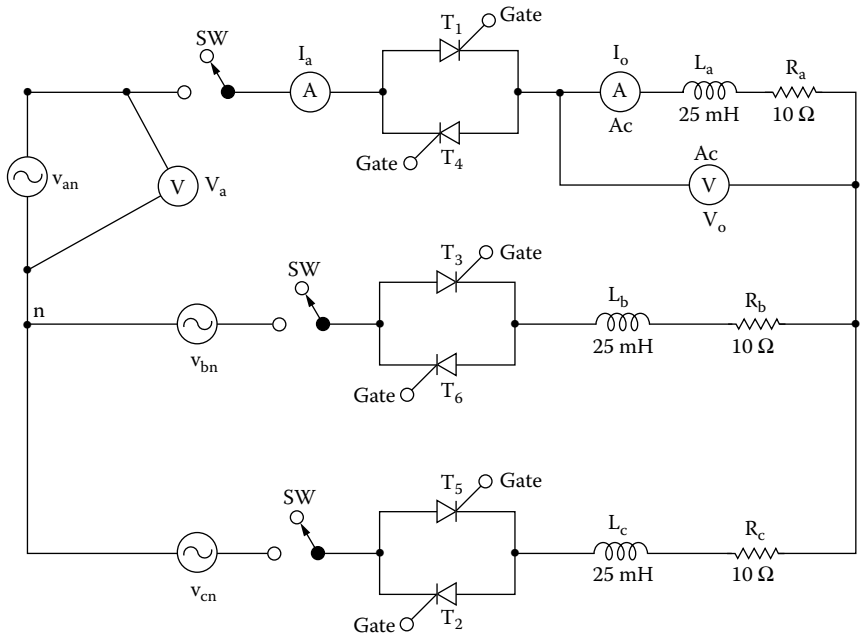 T1 Gate
SW
Ia
A
Gate
T4
Io
A
Ac
La
25 mH
Ra
10 Ω
van
V
Va
Ac
V
Vo
n
vbn
SW
T3 Gate
Gate
T6
Lb
25 mH
Rb
10 Ω
vcn
SW
T5 Gate
Gate
T2
Lc
25 mH
Rc
10 Ω